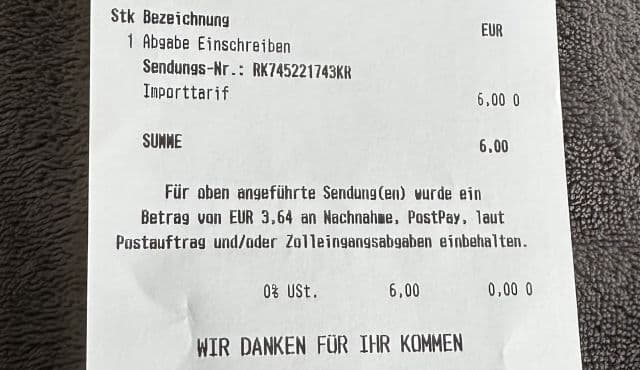 Stk Bezeichnung EUR
1 Abgabe Einschreiben
Sendungs-Nr.: RK745221743KR
Importtarif 6,00 0
SUMME 6,00
Für oben angeführte Sendung(en) wurde ein
Betrag von EUR 3,64 an Nachnahme, PostPay, laut
Postauftrag und/oder Zolleingangsabgaben einbehalten.
0% USt. 6,00 0,00 0
WIR DANKEN FÜR IHR KOMMEN